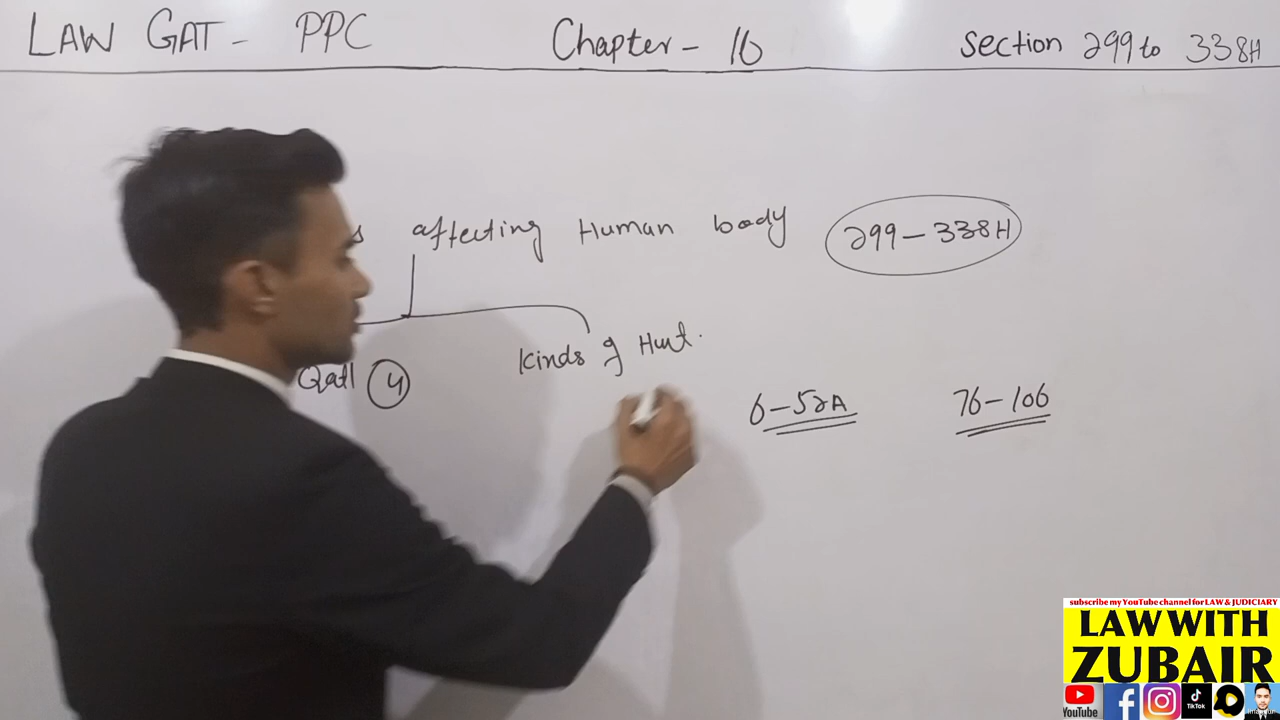 LAW GAT - PPC Chapter - 16 Section 299 to 338H
affecting Human body 299 - 338H
Kinds of Hurt.
Qatl 4
6 - 52A 76 - 106
subscribe my YouTube channel for LAW & JUDICIARY
LAW WITH
ZUBAIR
YouTube TikTok